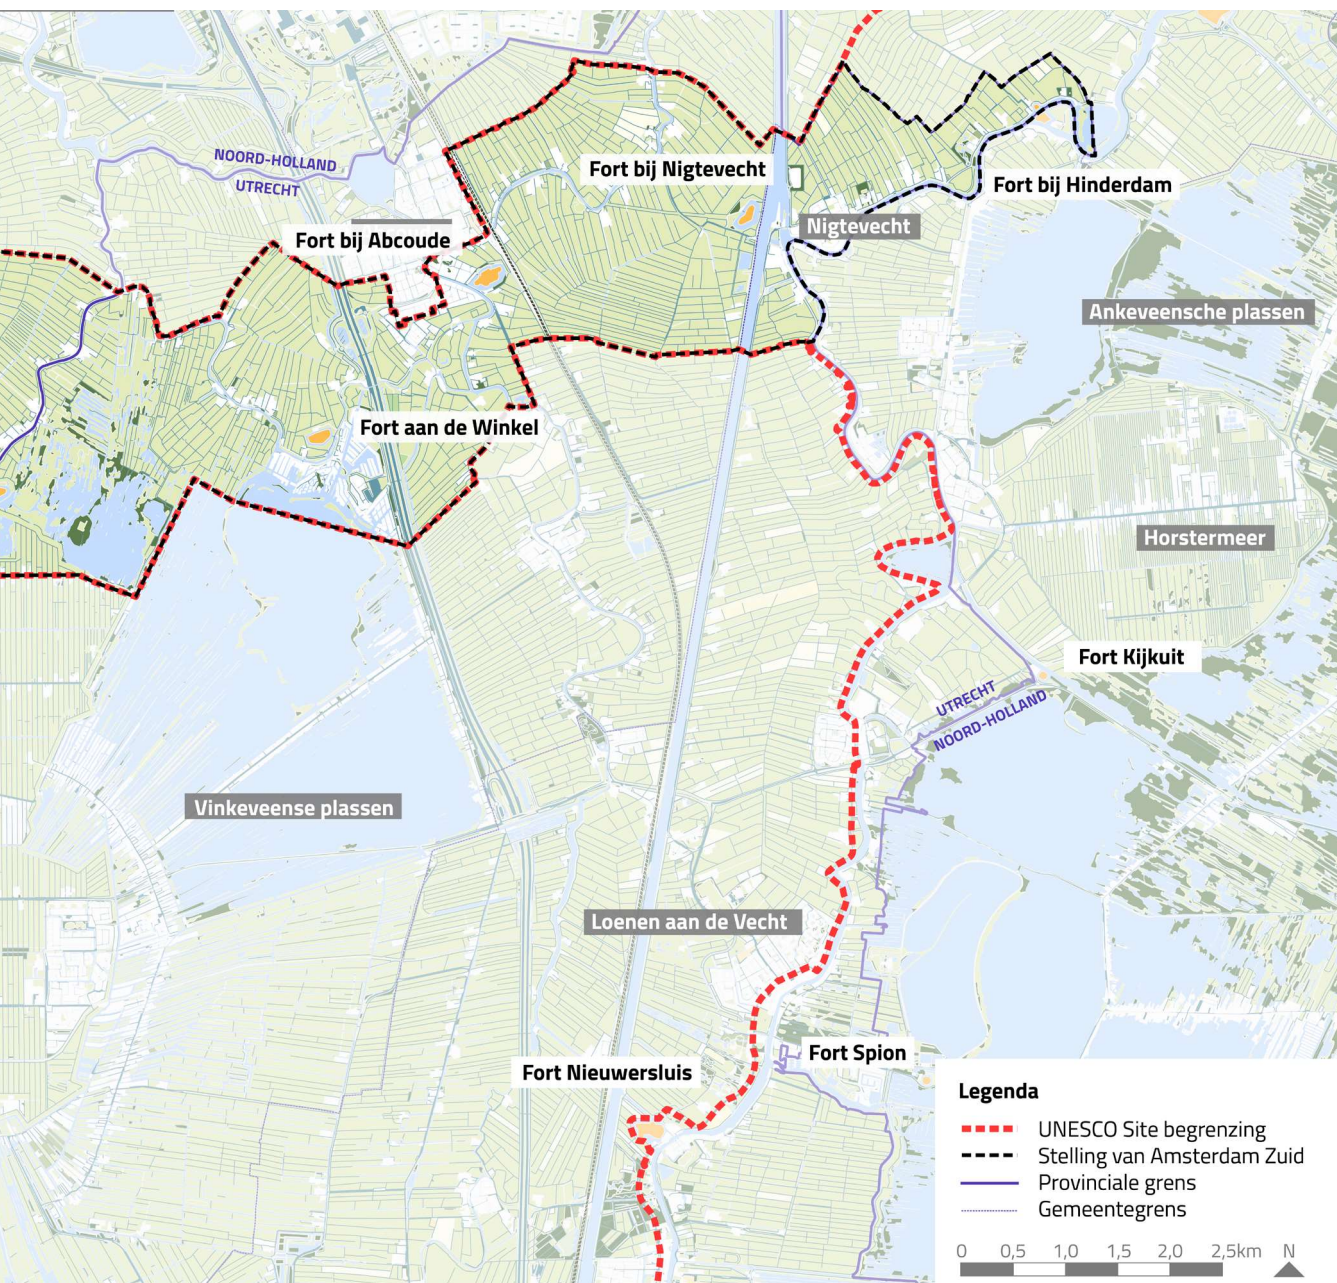 NOORD-HOLLAND
UTRECHT
Fort bij Nigtevecht
Fort bij Hinderdam
Nigtevecht
Fort bij Abcoude
Ankeveensche plassen
Fort aan de Winkel
Horstermeer
Fort Kijkuit
UTRECHT
NOORD-HOLLAND
Vinkeveense plassen
Loenen aan de Vecht
Fort Spion
Fort Nieuwersluis
Legenda
UNESCO Site begrenzing
Stelling van Amsterdam Zuid
Provinciale grens
Gemeentegrens
0 0,5 1,0 1,5 2,0 2,5km N